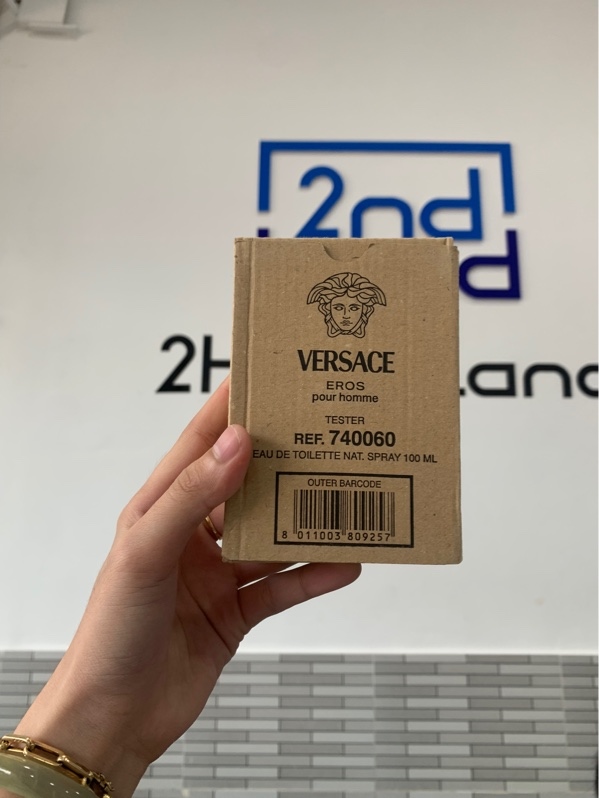 2nd
VERSACE
EROS
pour homme
TESTER
REF. 740060
EAU DE TOILETTE NAT. SPRAY 100 ML
OUTER BARCODE
8 011003 809257